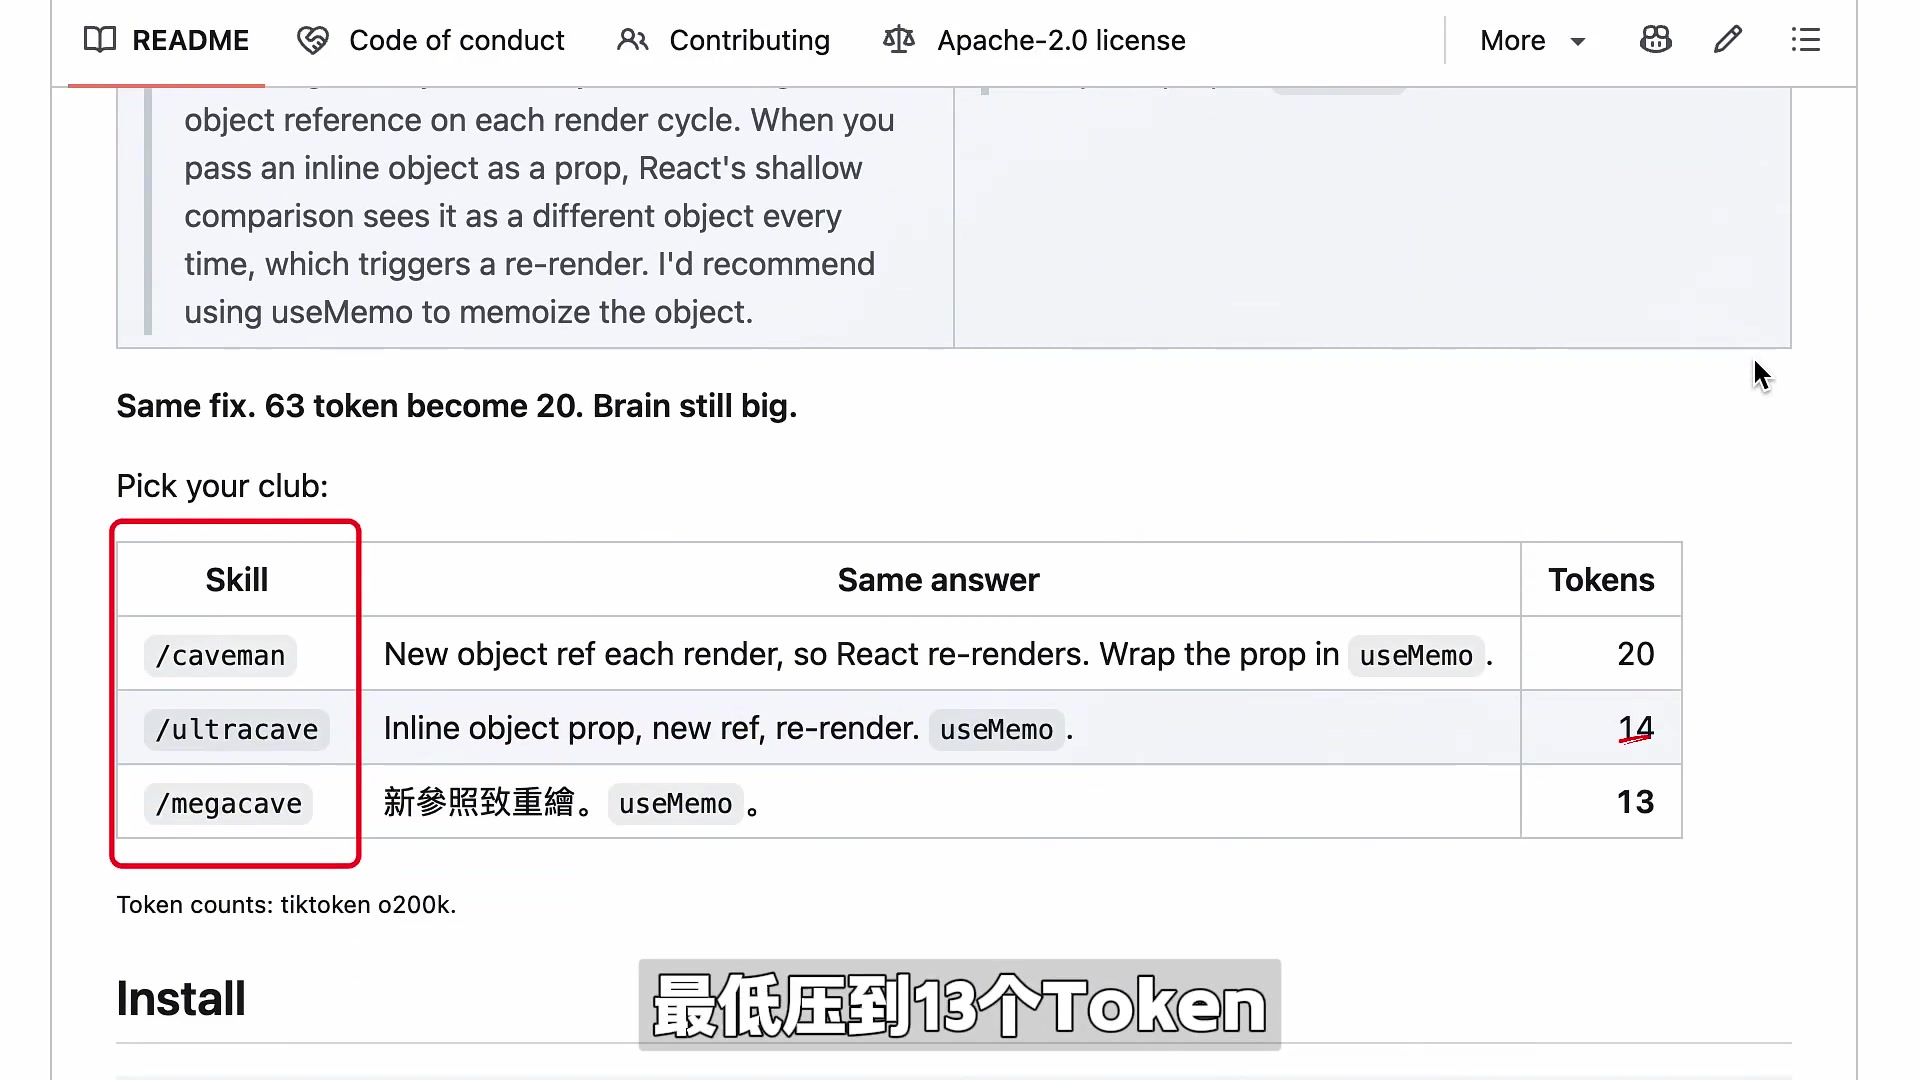 README Code of conduct Contributing Apache-2.0 license More
object reference on each render cycle. When you
pass an inline object as a prop, React's shallow
comparison sees it as a different object every
time, which triggers a re-render. I'd recommend
using useMemo to memoize the object.
Same fix. 63 token become 20. Brain still big.
Pick your club:
Skill Same answer Tokens
/caveman New object ref each render, so React re-renders. Wrap the prop in useMemo. 20
/ultracave Inline object prop, new ref, re-render. useMemo. 14
/megacave 新參照致重繪。useMemo。 13
Token counts: tiktoken o200k.
Install
最低压到13个Token